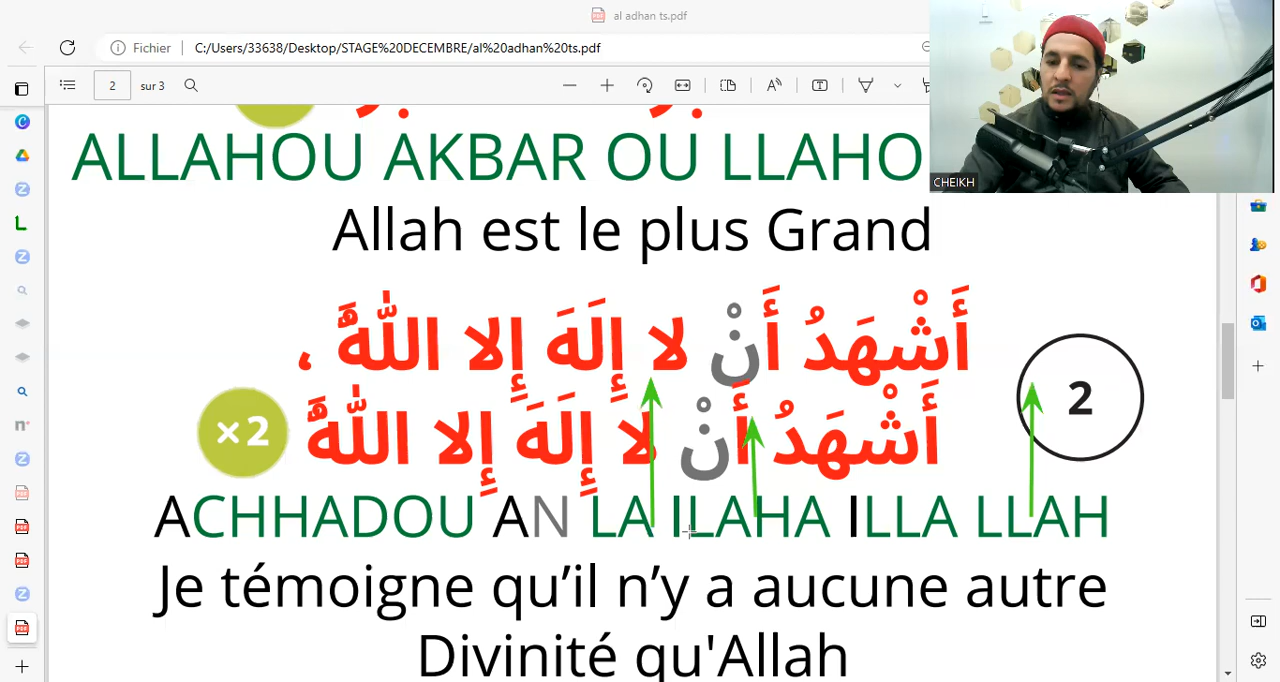 al adhan ts.pdf
Fichier | C:/Users/33638/Desktop/STAGE%20DECEMBRE/al%20adhan%20ts.pdf
2 sur 3
ALLAHOU AKBAR OU LLAHO
CHEIKH
Allah est le plus Grand
أَشْهَدُ أَنْ لا إِلَهَ إِلا اللَّهُ ،
2
×2
أَشْهَدُ أَنْ لا إِلَهَ إِلا اللَّهُ
ACHHADOU AN LA ILAHA ILLA LLAH
Je témoigne qu’il n’y a aucune autre
Divinité qu'Allah